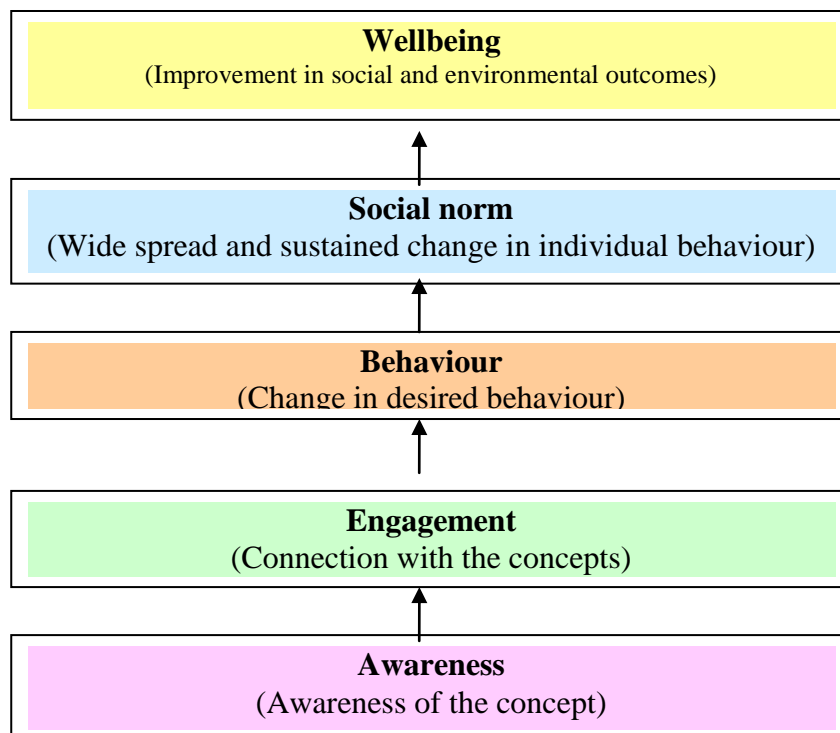 Wellbeing
(Improvement in social and environmental outcomes)
Social norm
(Wide spread and sustained change in individual behaviour)
Behaviour
(Change in desired behaviour)
Engagement
(Connection with the concepts)
Awareness
(Awareness of the concept)